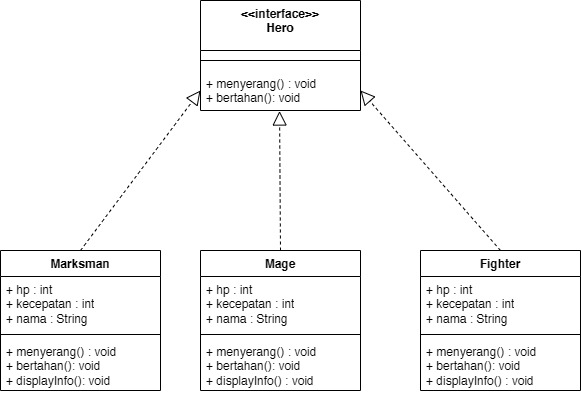 <<interface>>
Hero
+ menyerang() : void
+ bertahan(): void
Marksman
+ hp : int
+ kecepatan : int
+ nama : String
+ menyerang() : void
+ bertahan(): void
+ displayInfo(): void
Mage
+ hp : int
+ kecepatan : int
+ nama : String
+ menyerang() : void
+ bertahan(): void
+ displayInfo(): void
Fighter
+ hp : int
+ kecepatan : int
+ nama : String
+ menyerang() : void
+ bertahan(): void
+ displayInfo(): void